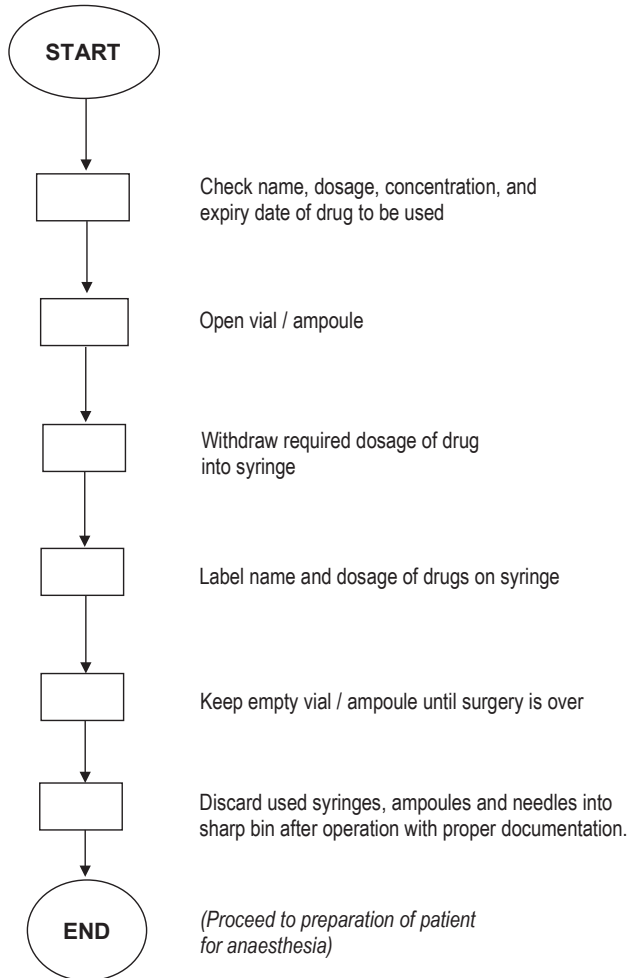 START
Check name, dosage, concentration, and
expiry date of drug to be used
Open vial / ampoule
Withdraw required dosage of drug
into syringe
Label name and dosage of drugs on syringe
Keep empty vial / ampoule until surgery is over
Discard used syringes, ampoules and needles into
sharp bin after operation with proper documentation.
END
(Proceed to preparation of patient
for anaesthesia)